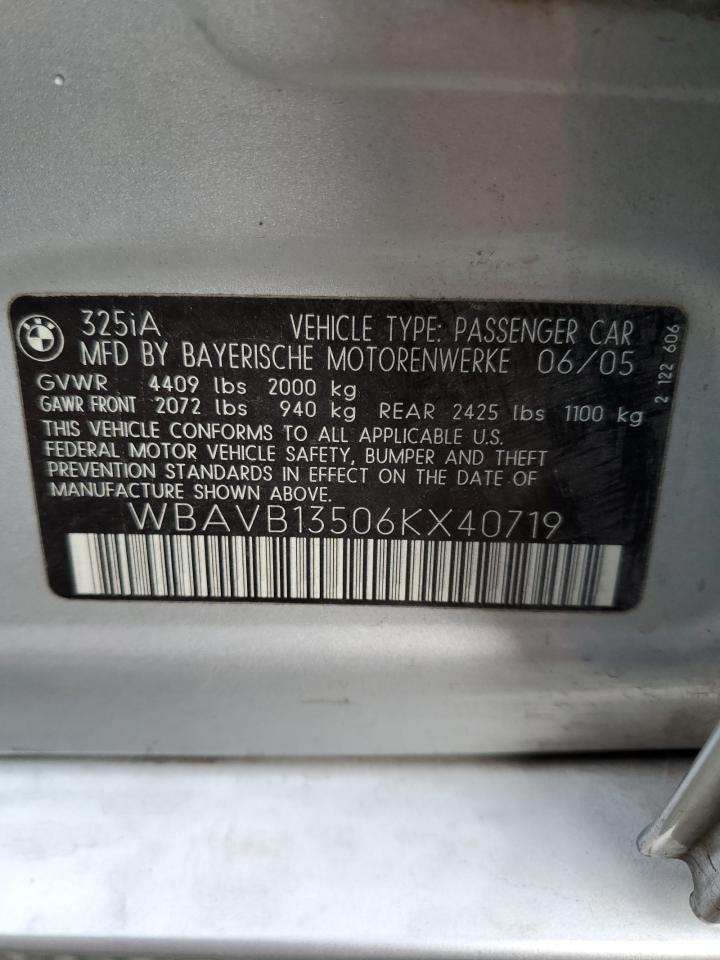 325iA VEHICLE TYPE: PASSENGER CAR
MFD BY BAYERISCHE MOTORENWERKE 06/05
GVWR 4409 lbs 2000 kg
GAWR FRONT 2072 lbs 940 kg REAR 2425 lbs 1100 kg
THIS VEHICLE CONFORMS TO ALL APPLICABLE U.S.
FEDERAL MOTOR VEHICLE SAFETY, BUMPER AND THEFT
PREVENTION STANDARDS IN EFFECT ON THE DATE OF
MANUFACTURE SHOWN ABOVE.
WBAVB13506KX40719
2 122 606